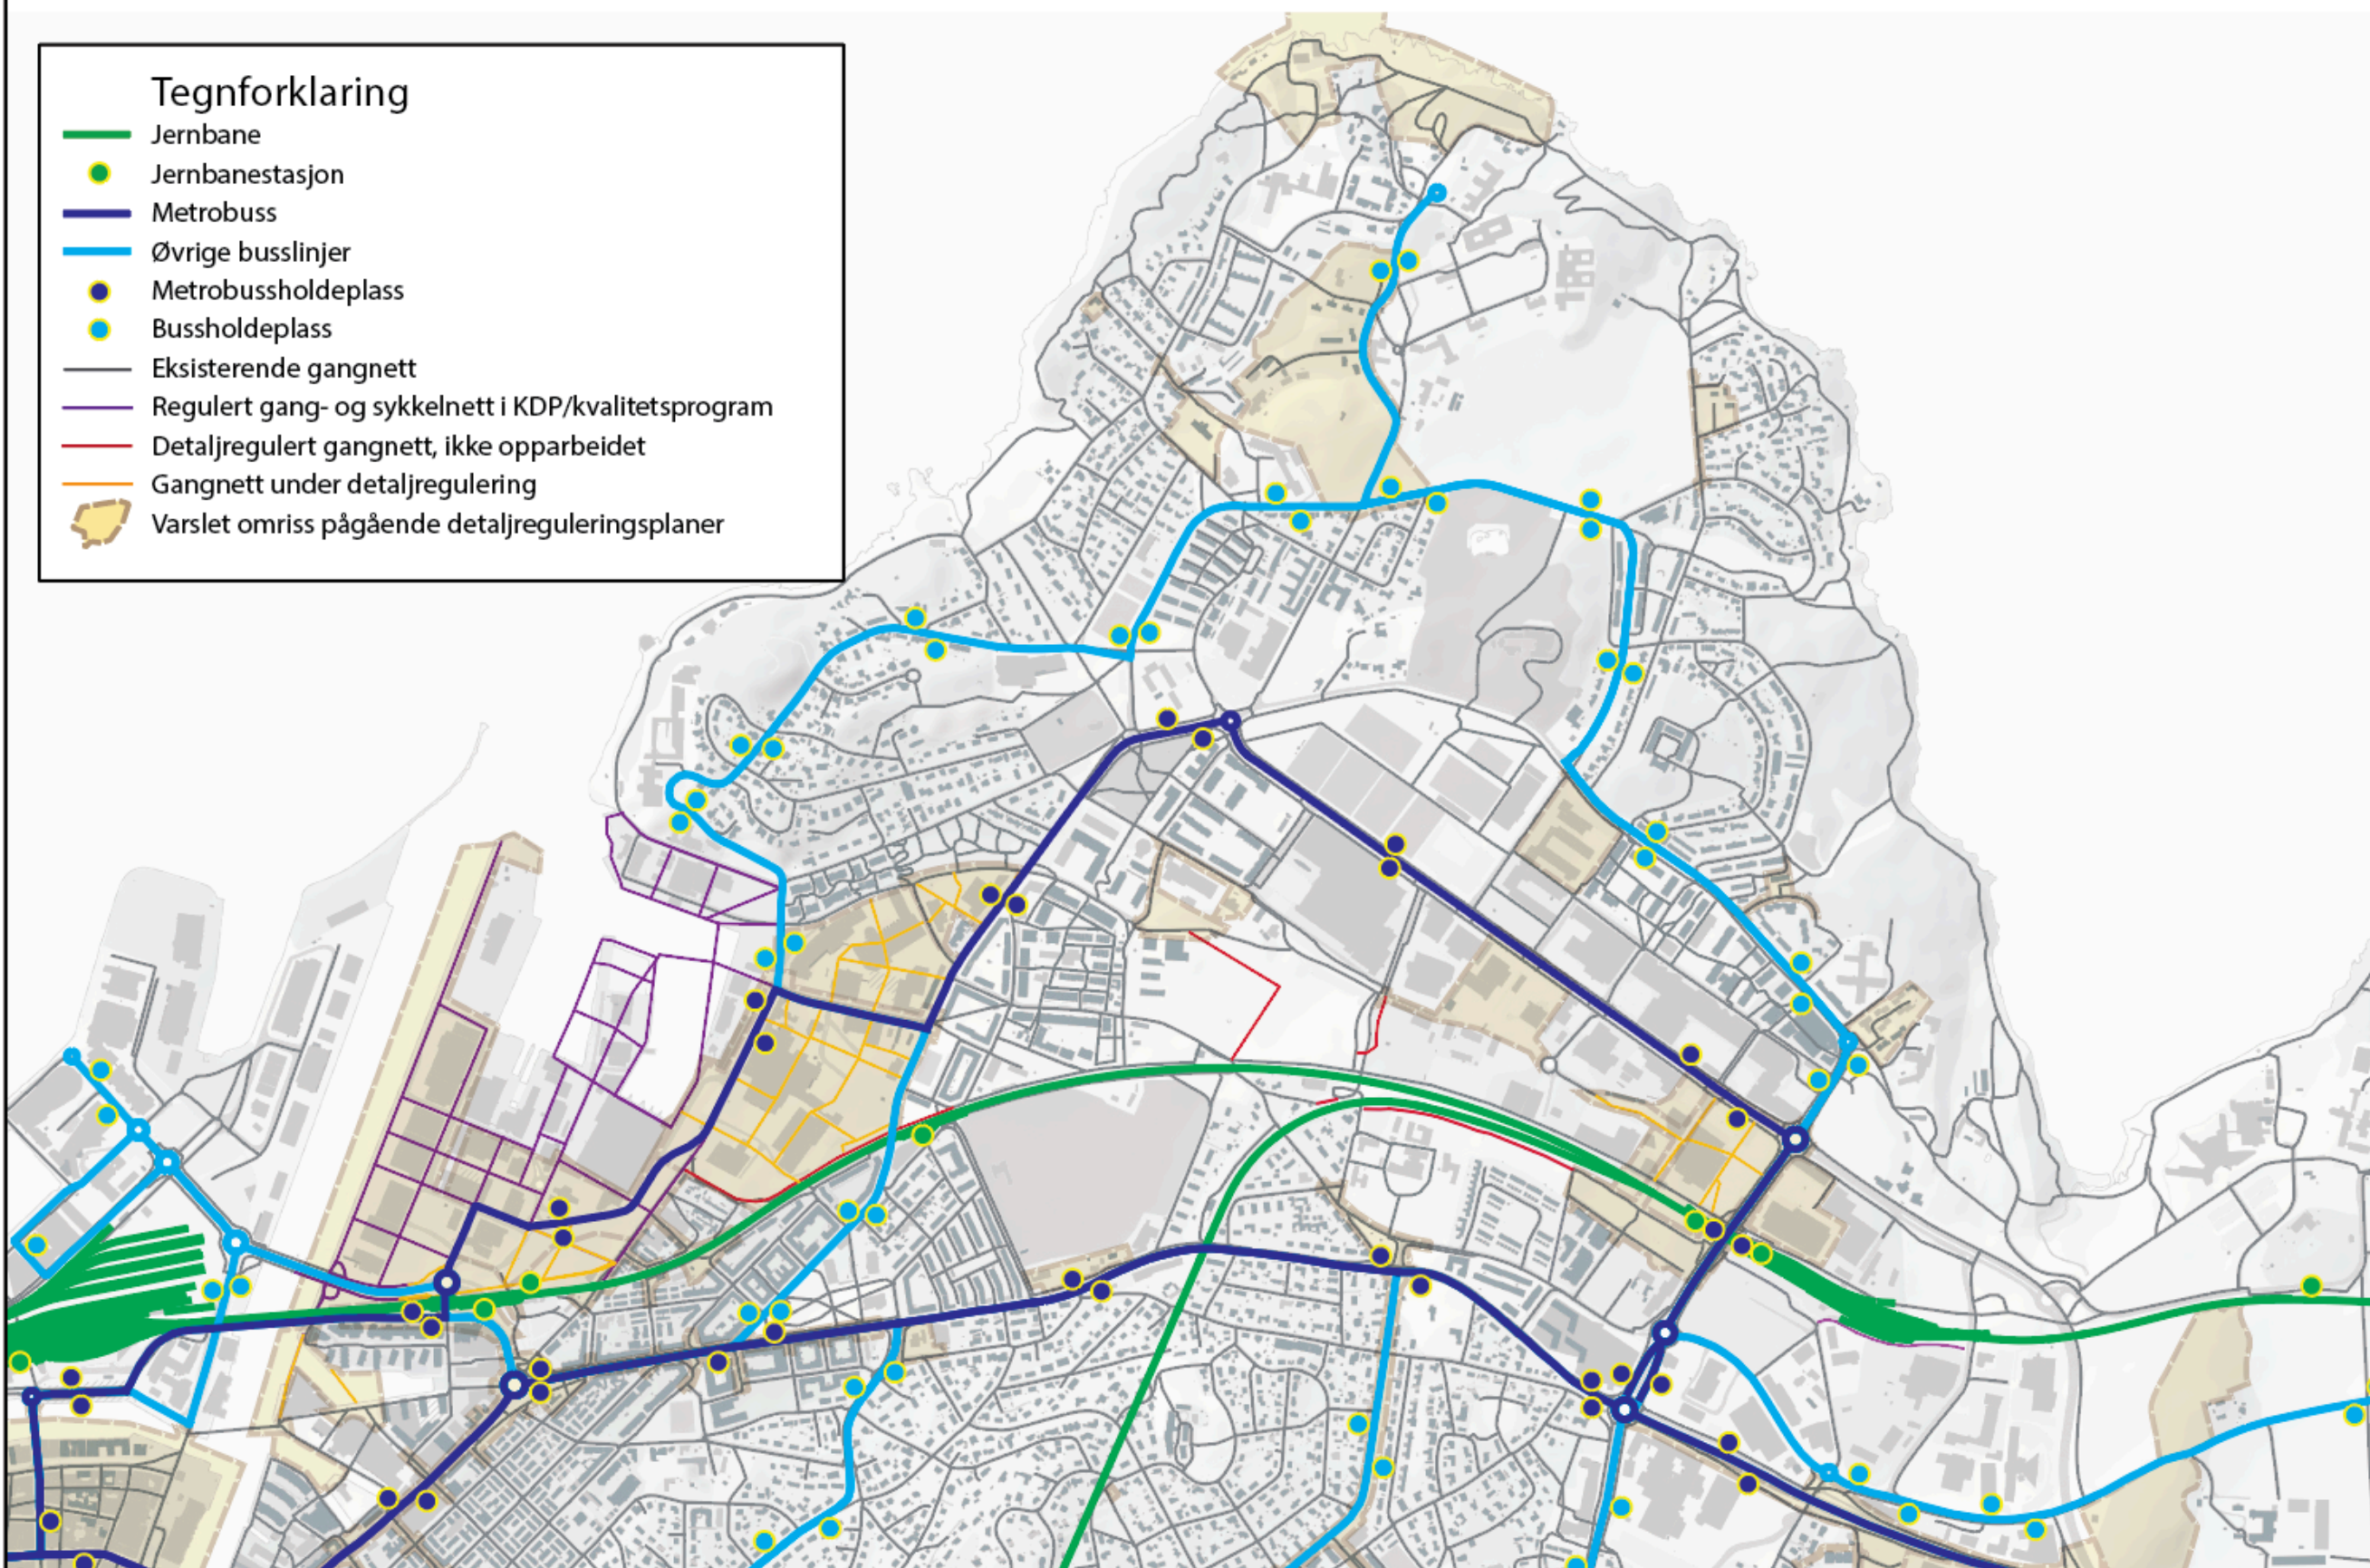 Tegnforklaring
Jernbane
Jernbanestasjon
Metrobuss
Øvrige busslinjer
Metrobussholdeplass
Bussholdeplass
Eksisterende gangnett
Regulert gang- og sykkelnett i KDP/kvalitetsprogram
Detaljregulert gangnett, ikke opparbeidet
Gangnett under detaljregulering
Varslet omriss pågående detaljreguleringsplaner